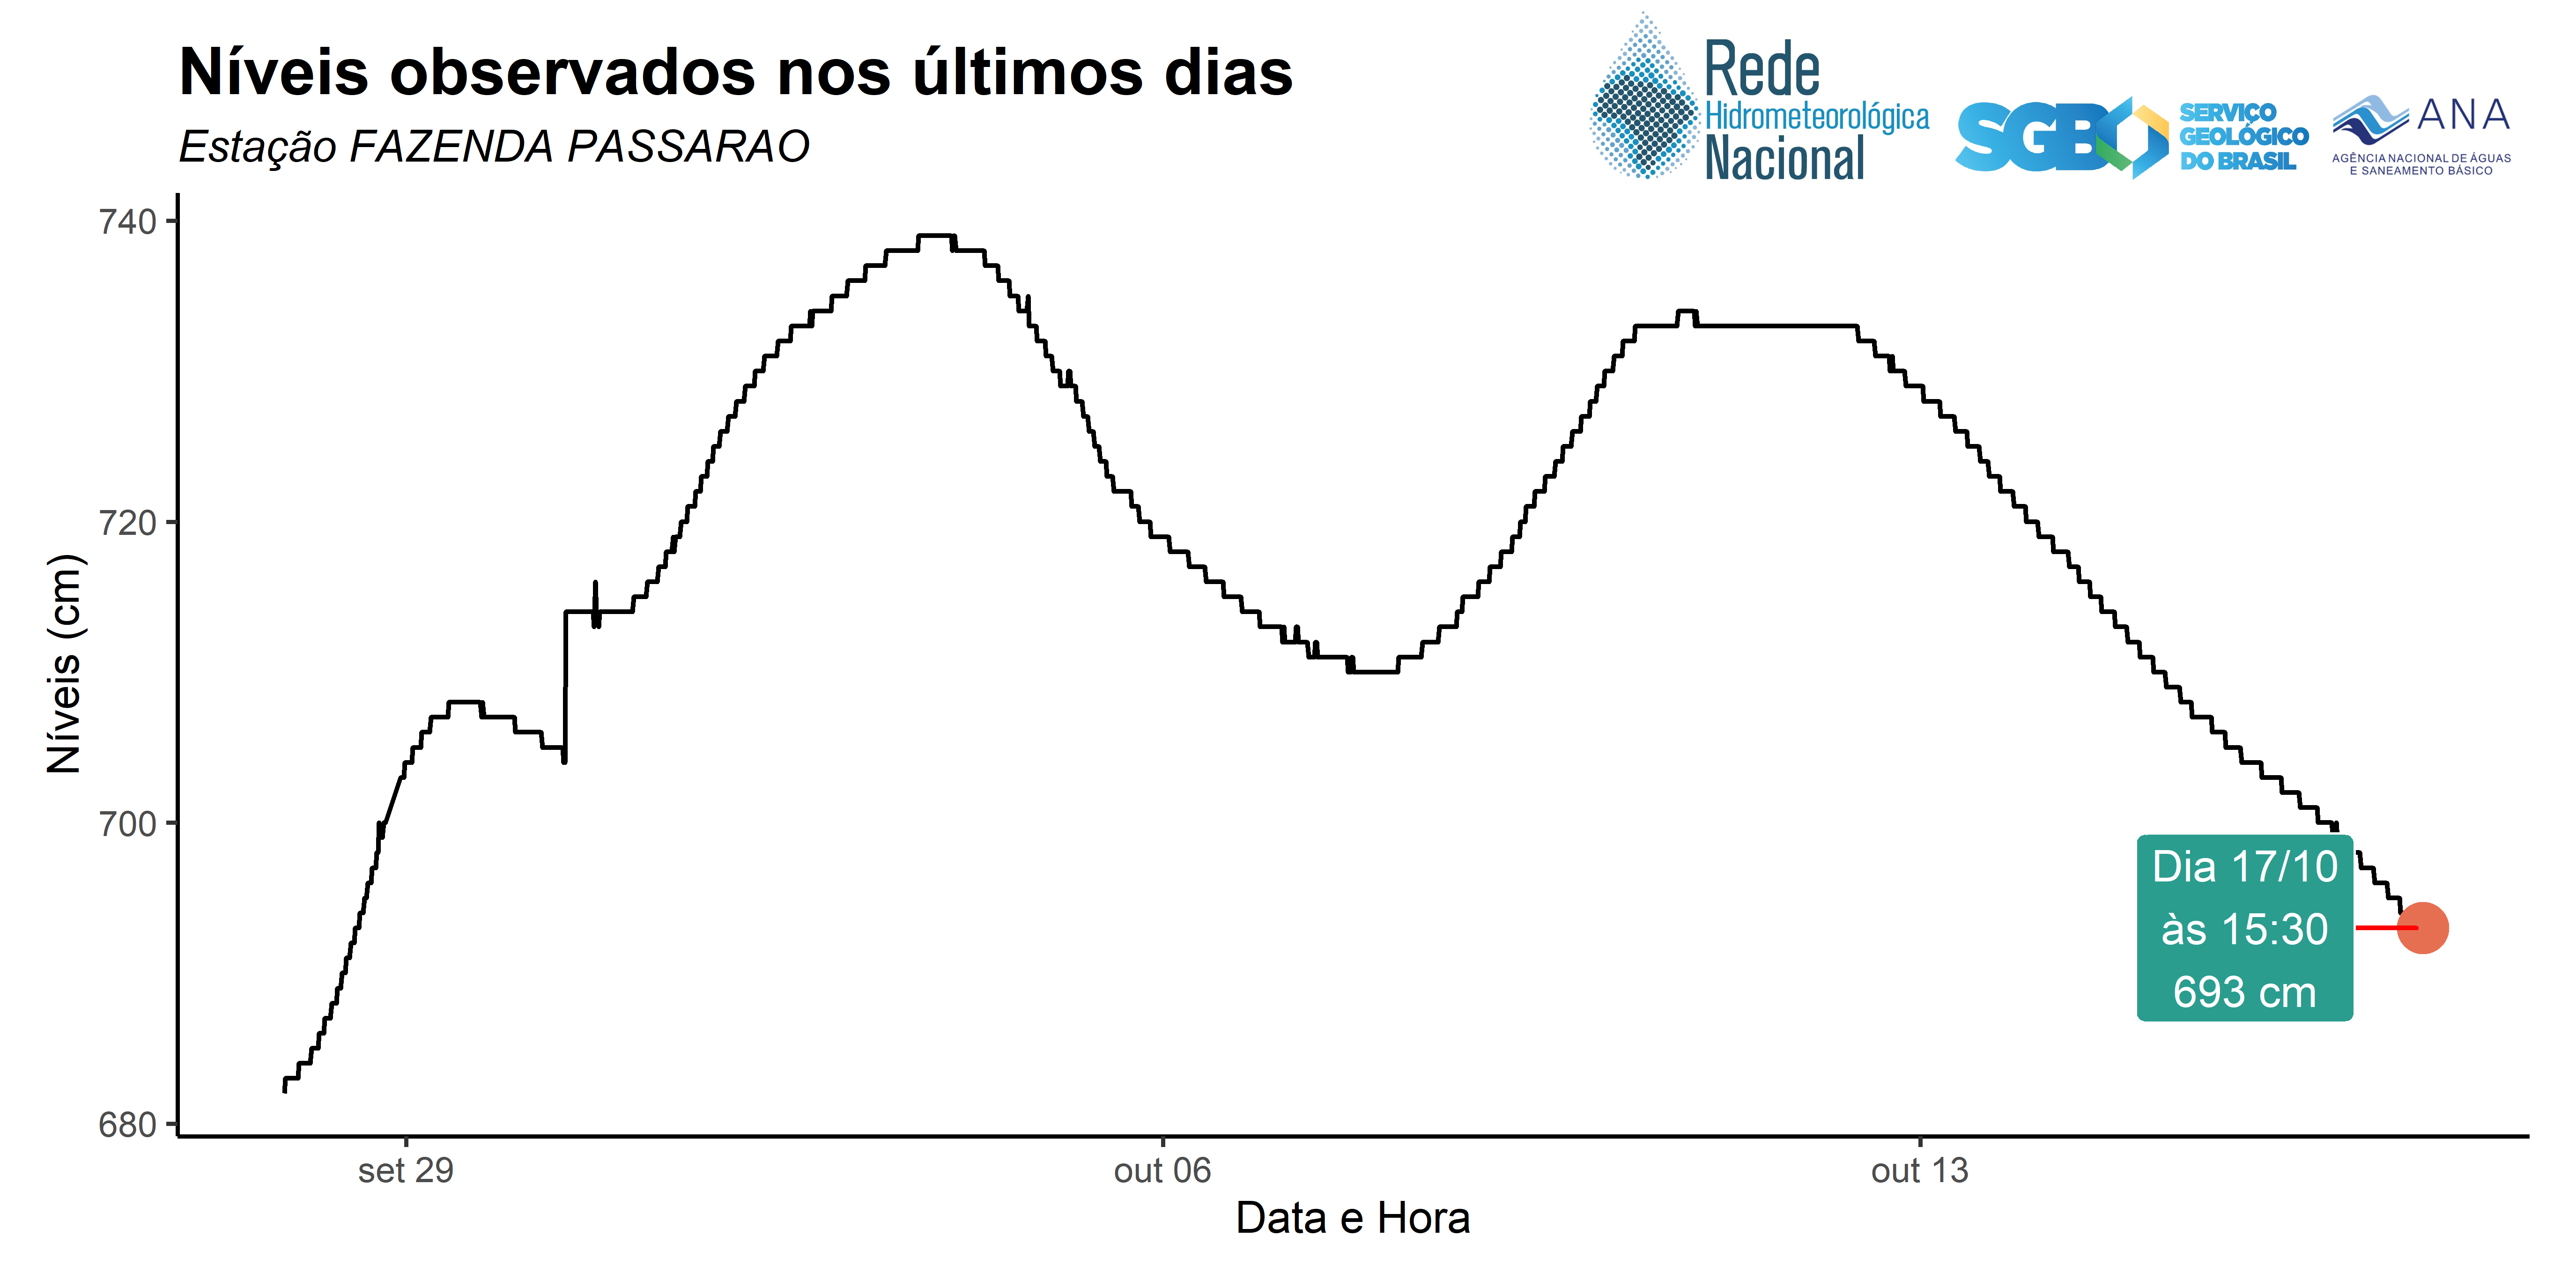 Níveis observados nos últimos dias
Estação FAZENDA PASSARAO
Rede
Hidrometeorológica
Nacional
SGB
SERVIÇO
GEOLÓGICO
DO BRASIL
ANA
AGÊNCIA NACIONAL DE ÁGUAS
E SANEAMENTO BÁSICO
740
720
700
680
Níveis (cm)
Dia 17/10
às 15:30
693 cm
set 29
out 06
out 13
Data e Hora